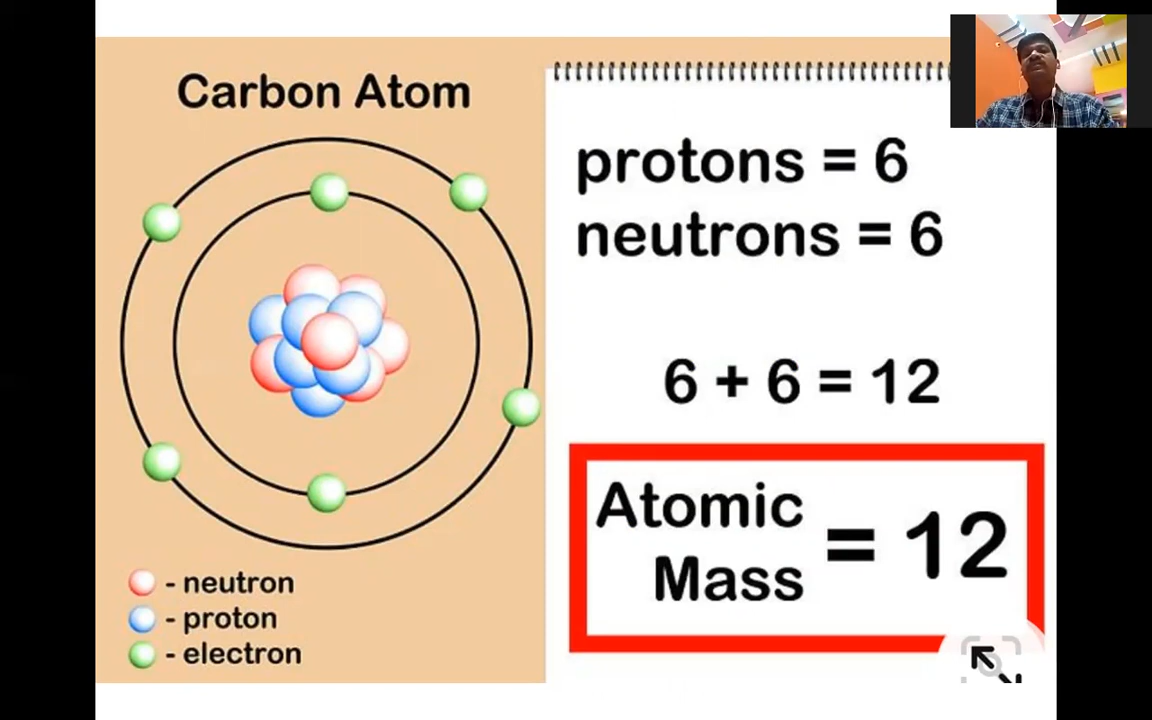 Carbon Atom
protons = 6
neutrons = 6
6 + 6 = 12
Atomic
Mass
= 12
- neutron
- proton
- electron